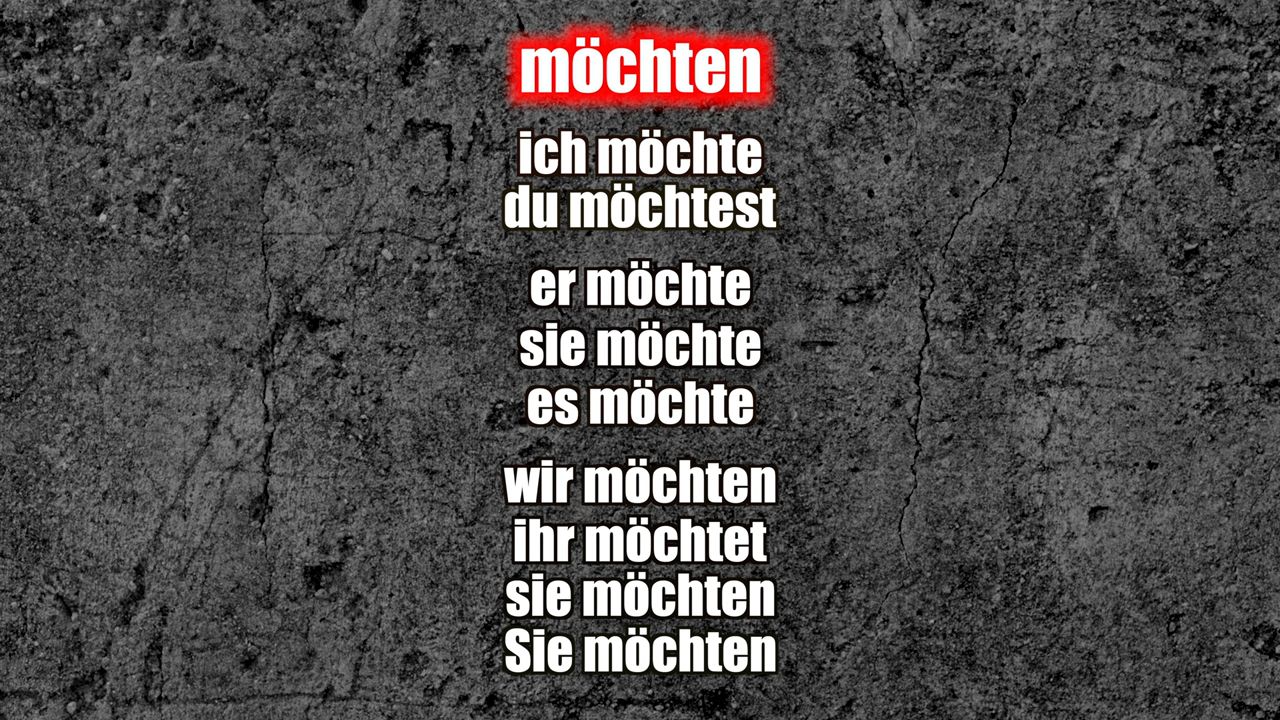 möchten
ich möchte
du möchtest
er möchte
sie möchte
es möchte
wir möchten
ihr möchtet
sie möchten
Sie möchten